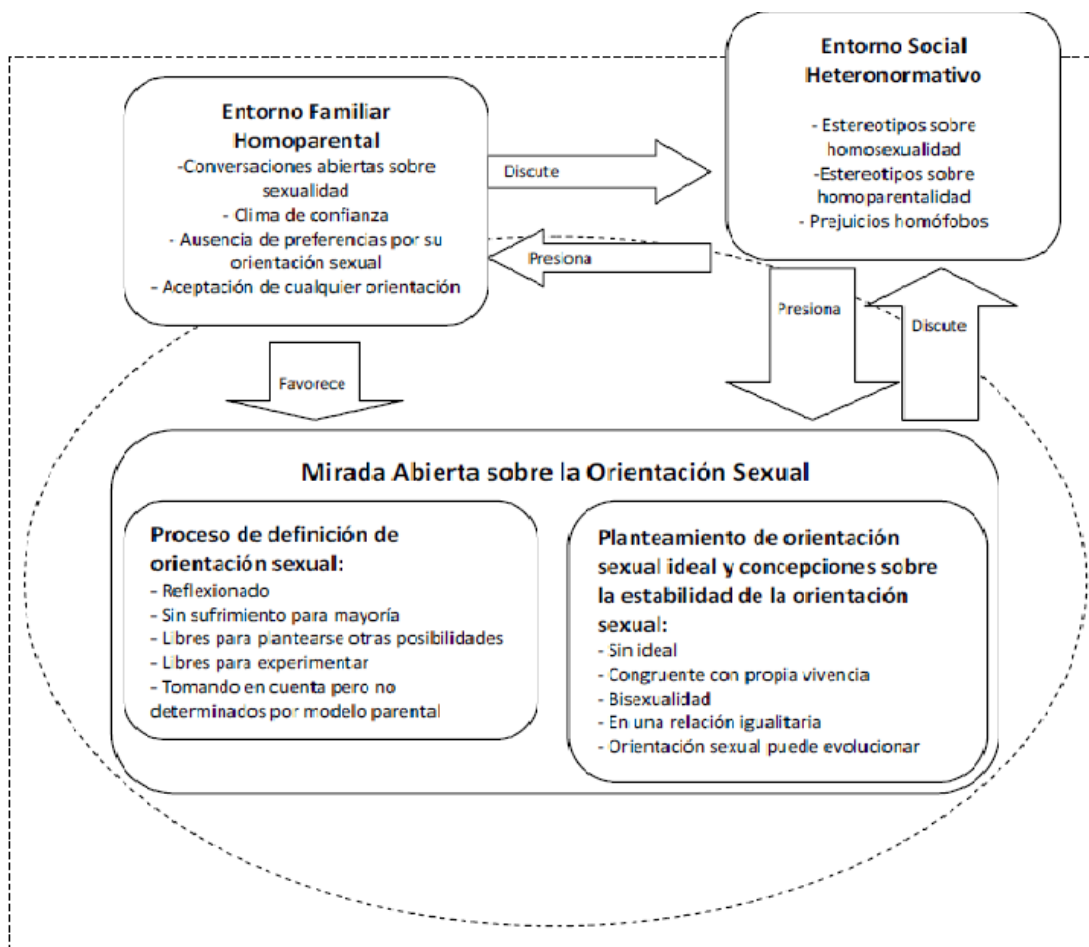 Entorno Familiar
Homoparental
-Conversaciones abiertas sobre
sexualidad
- Clima de confianza
- Ausencia de preferencias por su
orientación sexual
- Aceptación de cualquier orientación
Discute
Presiona
Entorno Social
Heteronormativo
- Estereotipos sobre
homosexualidad
-Estereotipos sobre
homoparentalidad
- Prejuicios homófobos
Presiona
Discute
Favorece
Mirada Abierta sobre la Orientación Sexual
Proceso de definición de
orientación sexual:
- Reflexionado
- Sin sufrimiento para mayoría
- Libres para plantearse otras posibilidades
- Libres para experimentar
- Tomando en cuenta pero no
determinados por modelo parental
Planteamiento de orientación
sexual ideal y concepciones sobre
la estabilidad de la orientación
sexual:
- Sin ideal
- Congruente con propia vivencia
- Bisexualidad
- En una relación igualitaria
- Orientación sexual puede evolucionar